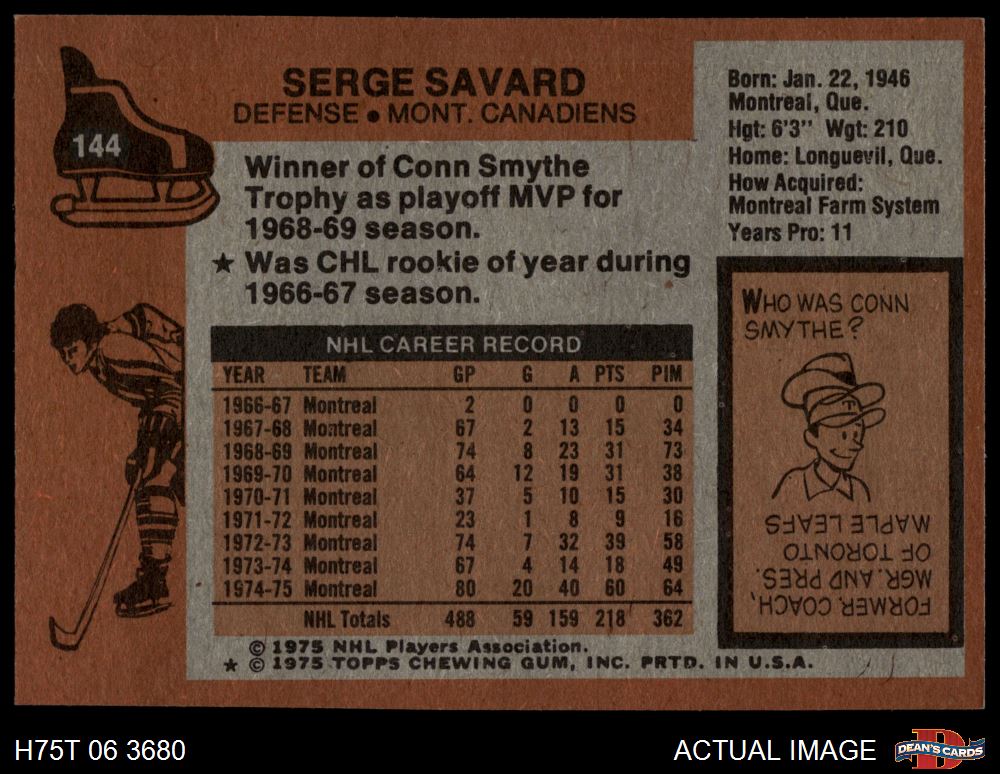 144
SERGE SAVARD
DEFENSE ● MONT. CANADIENS
Winner of Conn Smythe
Trophy as playoff MVP for
1968-69 season.
★ Was CHL rookie of year during
1966-67 season.
Born: Jan. 22, 1946
Montreal, Que.
Hgt: 6'3" Wgt: 210
Home: Longuevil, Que.
How Acquired:
Montreal Farm System
Years Pro: 11
NHL CAREER RECORD
YEAR TEAM GP G A PTS PIM
1966-67 Montreal 2 0 0 0 0
1967-68 Montreal 67 2 13 15 34
1968-69 Montreal 74 8 23 31 73
1969-70 Montreal 64 12 19 31 38
1970-71 Montreal 37 5 10 15 30
1971-72 Montreal 23 1 8 9 16
1972-73 Montreal 74 7 32 39 58
1973-74 Montreal 67 4 14 18 49
1974-75 Montreal 80 20 40 60 64
NHL Totals 488 59 159 218 362
WHO WAS CONN
SMYTHE?
T
FORMER COACH,
MGR. AND PRES.
OF TORONTO
MAPLE LEAFS
© 1975 NHL Players Association.
★ © 1975 TOPPS CHEWING GUM, INC. PRTD. IN U.S.A.
H75T 06 3680
ACTUAL IMAGE
D
DEAN'S CARDS